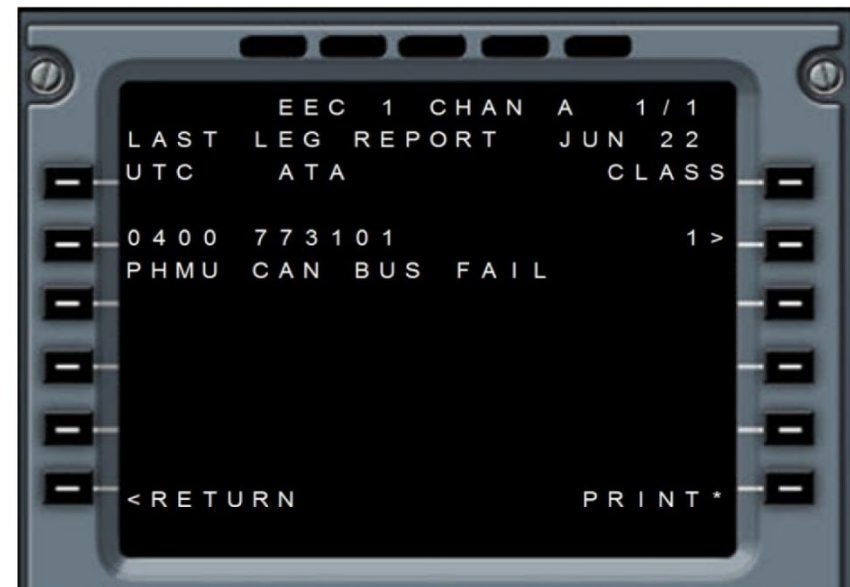 EEC 1 CHAN A 1/1
LAST LEG REPORT JUN 22
UTC ATA CLASS
0400 773101 1>
PHMU CAN BUS FAIL
<RETURN PRINT*